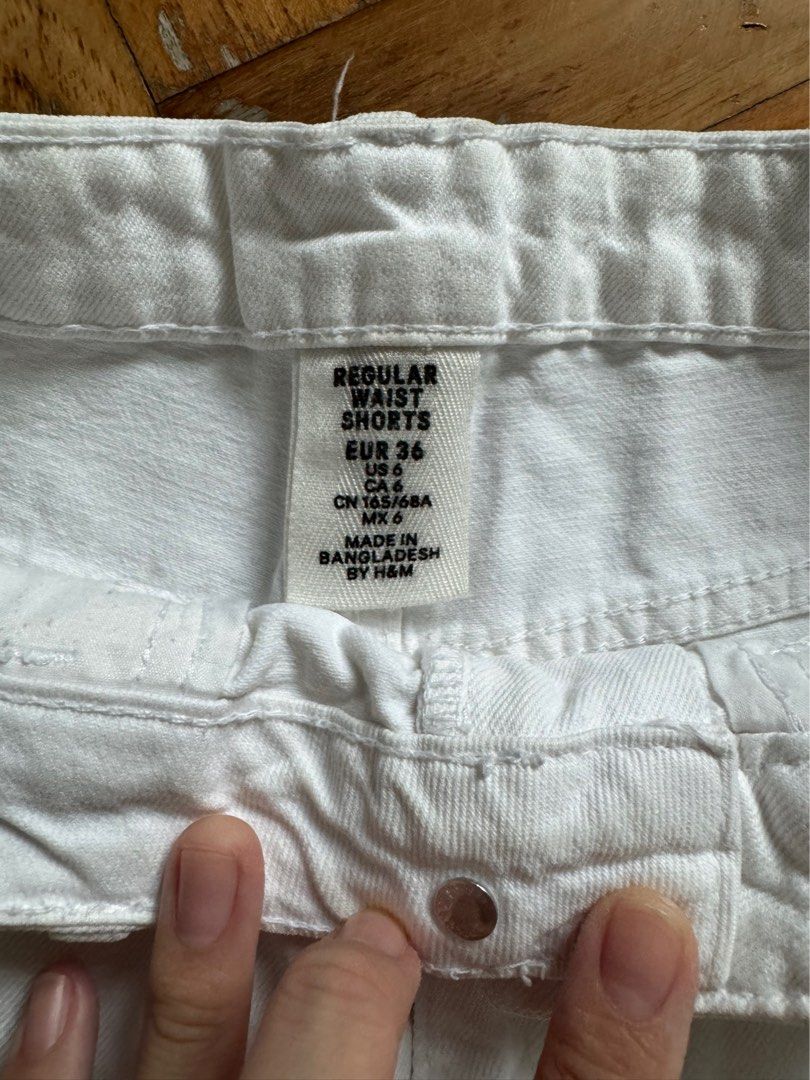 REGULAR
WAIST
SHORTS
EUR 36
US 6
CA 6
CN 165/68A
MX 6
MADE IN
BANGLADESH
BY H&M